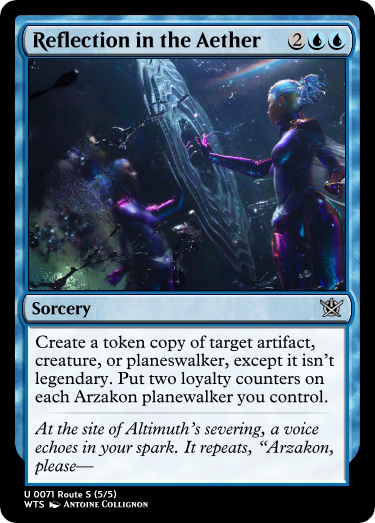 Reflection in the Aether 2
Sorcery
Create a token copy of target artifact,
creature, or planeswalker, except it isn't
legendary. Put two loyalty counters on
each Arzakon planewalker you control.
At the site of Altimuth's severing, a voice
echoes in your spark. It repeats, “Arzakon,
please—
U 0071 Route S (5/5)
WTS Antoine Collignon